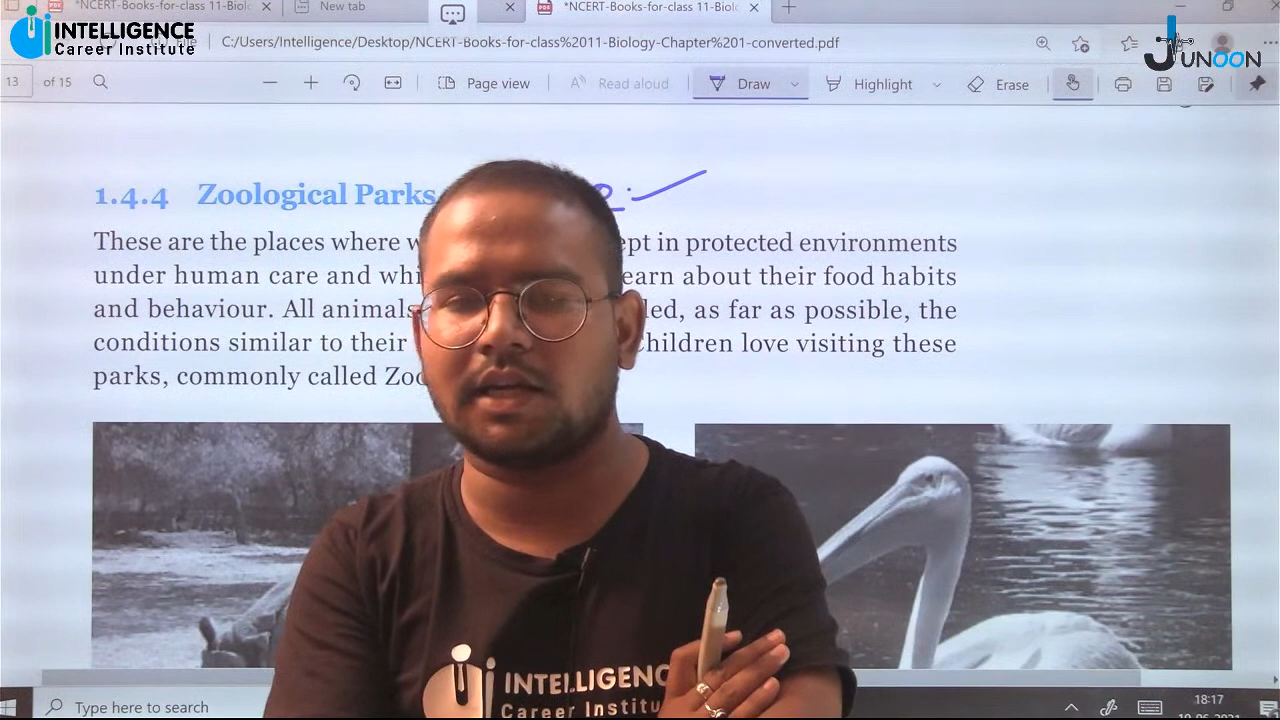 *NCERT-Books-for-class 11-Biol
New tab
*NCERT-Books-for-class 11-Biol
INTELLIGENCE
Career Institute
File
C:/Users/Intelligence/Desktop/NCERT-Books-for-class%2011-Biology-Chapter%201-converted.pdf
JUNOON
13 of 15
Page view
Read aloud
Draw
Highlight
Erase
1.4.4 Zoological Parks
These are the places where ept in protected environments
under human care and whi earn about their food habits
and behaviour. All animals led, as far as possible, the
conditions similar to their Children love visiting these
parks, commonly called Zoo
INTELLIGENC
Career Institu
Type here to search
18:17